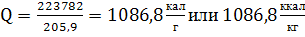 Q = 223782/205,9 = 1086,8 кал/г или 1086,8 ккал/кг